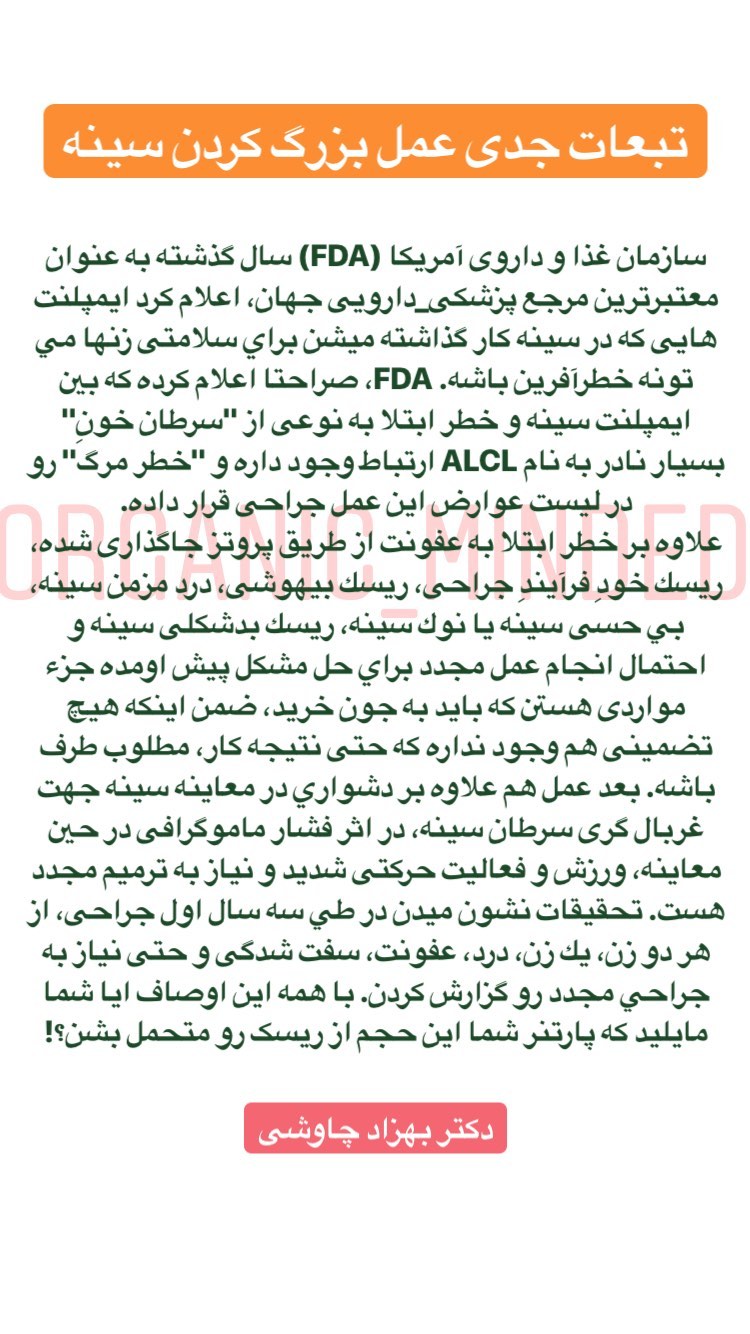 تبعات جدی عمل بزرگ کردن سینه
سازمان غذا و داروی آمریکا (FDA) سال گذشته به عنوان
معتبرترین مرجع پزشکی_دارویی جهان، اعلام کرد ایمپلنت
هایی که در سینه کار گذاشته میشن براي سلامتی زنها مي
تونه خطرآفرین باشه. FDA، صراحتا اعلام کرده که بین
ایمپلنت سینه و خطر ابتلا به نوعی از "سرطان خونِ"
بسیار نادر به نام ALCL ارتباط وجود داره و "خطر مرگ" رو
در لیست عوارض این عمل جراحی قرار داده.
علاوه بر خطر ابتلا به عفونت از طریق پروتز جاگذاری شده،
ریسك خودِ فرآیندِ جراحی، ریسك بیهوشی، درد مزمن سینه،
بي حسی سینه یا نوك سینه، ریسك بدشکلی سینه و
احتمال انجام عمل مجدد براي حل مشکل پیش اومده جزء
مواردی هستن که باید به جون خرید، ضمن اینکه هیچ
تضمینی هم وجود نداره که حتی نتیجه کار، مطلوب طرف
باشه. بعد عمل هم علاوه بر دشواري در معاینه سینه جهت
غربال گری سرطان سینه، در اثر فشار ماموگرافی در حین
معاینه، ورزش و فعالیت حرکتی شدید و نیاز به ترمیم مجدد
هست. تحقیقات نشون میدن در طي سه سال اول جراحی، از
هر دو زن، یك زن، درد، عفونت، سفت شدگی و حتی نیاز به
جراحي مجدد رو گزارش کردن. با همه این اوصاف ایا شما
مایلید که پارتنر شما این حجم از ریسک رو متحمل بشن؟!
دکتر بهزاد چاوشی
ORGANIC_MINDED